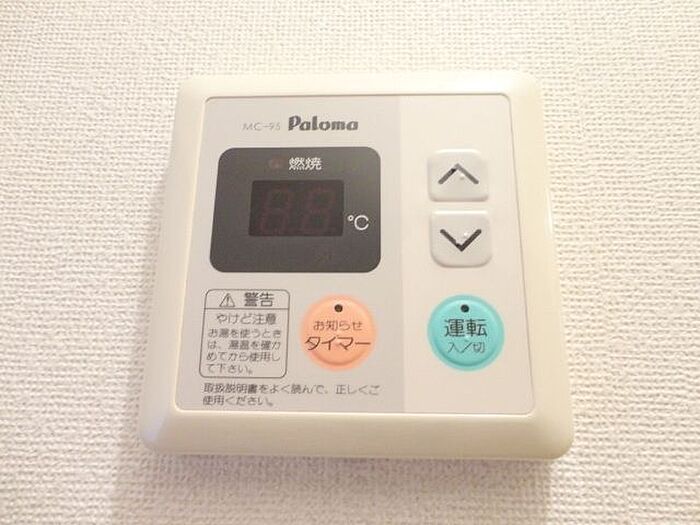 MC-95 Paloma
燃焼
℃
警告
やけど注意
お湯を使うとき
は、湯温を確か
めてから使用し
て下さい。
お知らせ
タイマー
運転
入/切
取扱説明書をよく読んで、正しくご
使用ください。